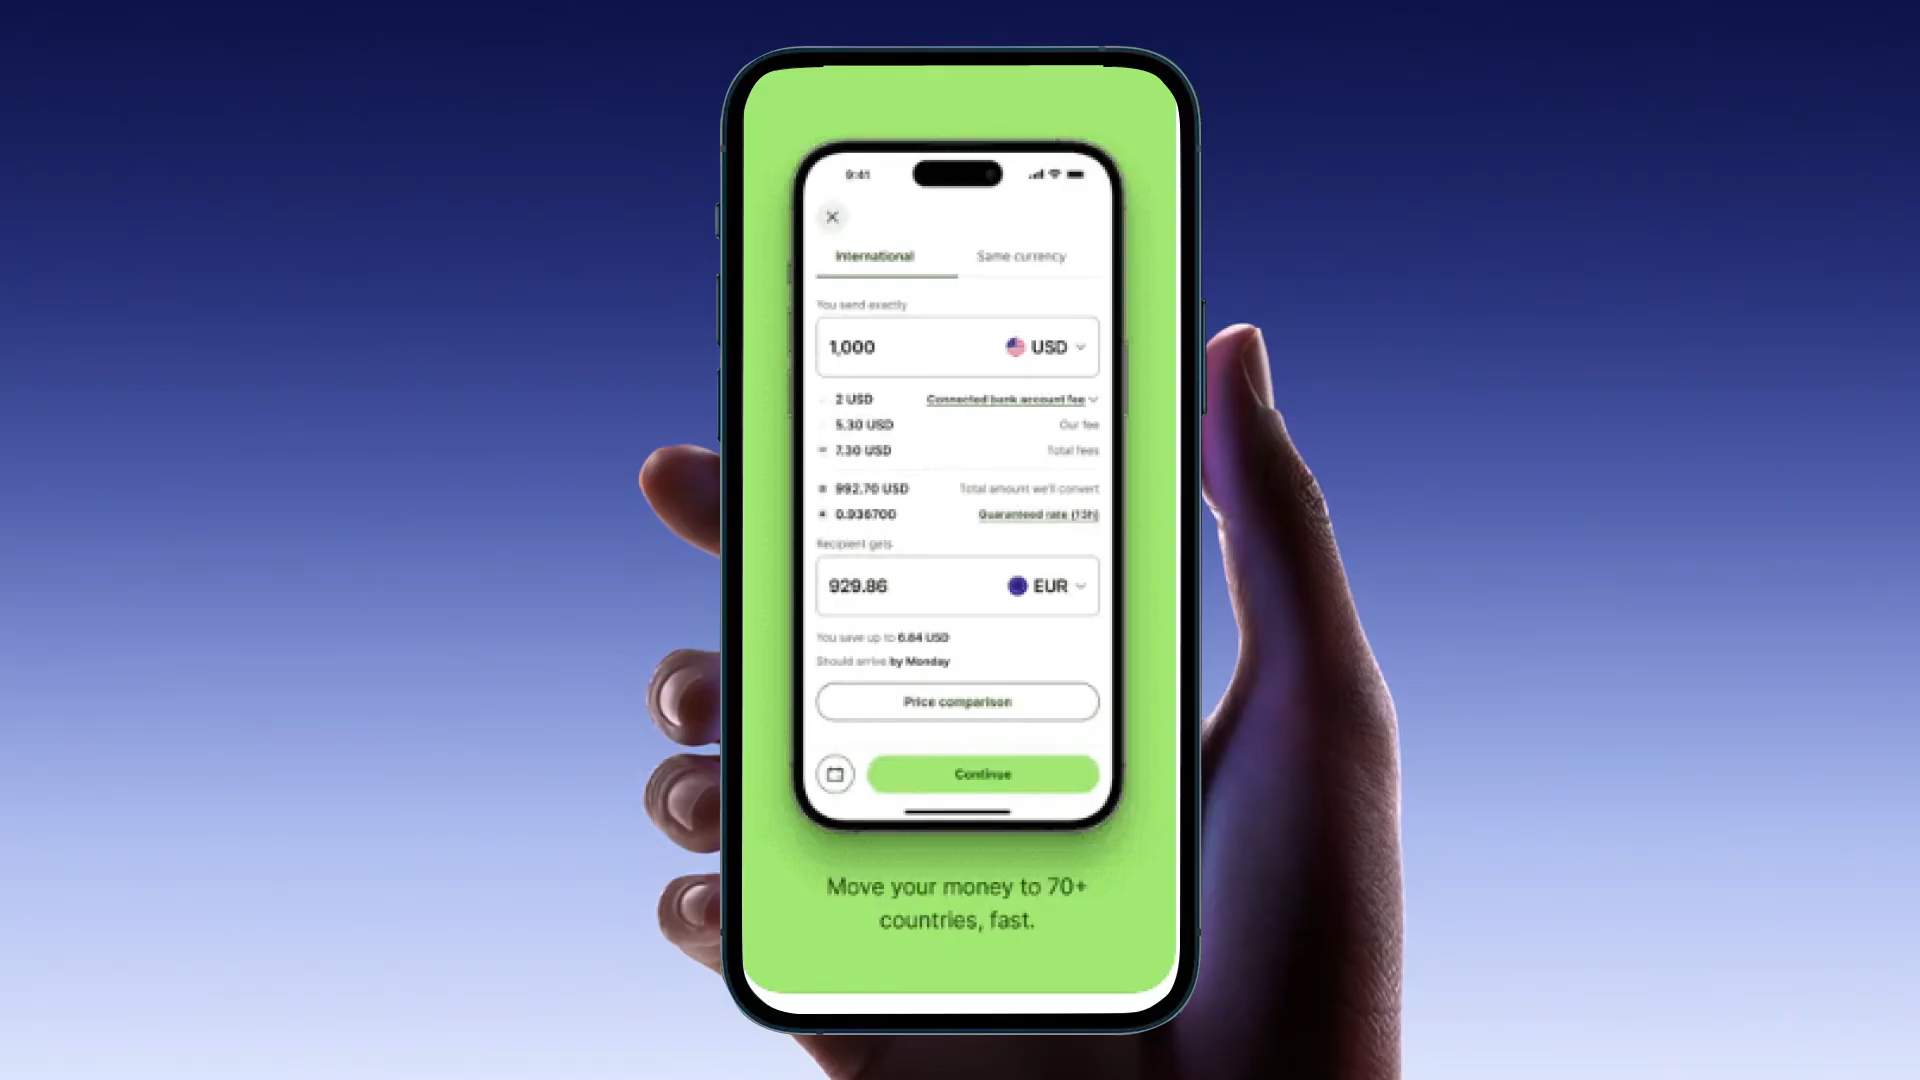 9:41
International Same currency
You send exactly
1,000 USD
2 USD Connected bank account fee
5.30 USD Our fee
= 7.30 USD Total fees
= 992.70 USD Total amount we'll convert
× 0.936700 Guaranteed rate (13h)
Recipient gets
929.86 EUR
You save up to 6.84 USD
Should arrive by Monday
Price comparison
Continue
Move your money to 70+
countries, fast.